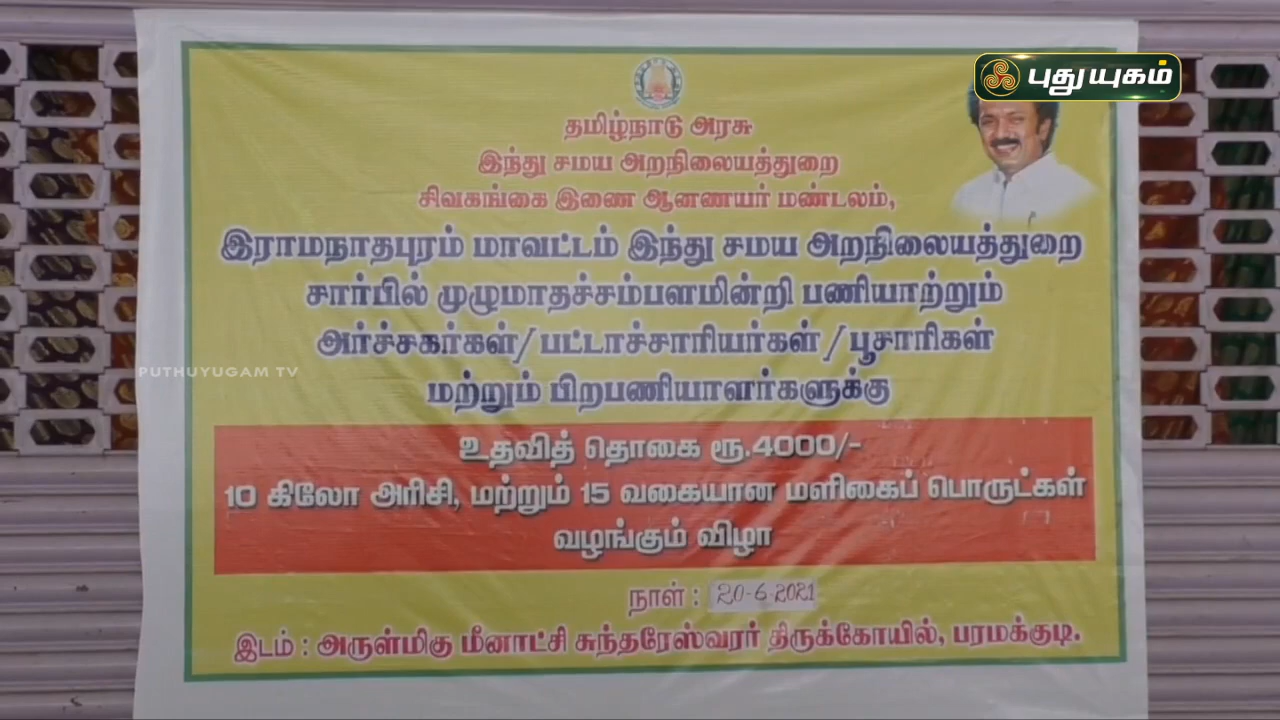 புதுயுகம்
தமிழ்நாடு அரசு
இந்து சமய அறநிலையத்துறை
சிவகங்கை இணை ஆணையர் மண்டலம்,
இராமநாதபுரம் மாவட்டம் இந்து சமய அறநிலையத்துறை
சார்பில் முழுமாதச்சம்பளமின்றி பணியாற்றும்
அர்ச்சகர்கள்/பட்டாச்சாரியர்கள்/பூசாரிகள்
PUTHUYUGAM TV
மற்றும் பிறபணியாளர்களுக்கு
உதவித் தொகை ரூ.4000/-
10 கிலோ அரிசி, மற்றும் 15 வகையான மளிகைப் பொருட்கள்
வழங்கும் விழா
நாள் : 20-6-2021
இடம் : அருள்மிகு மீனாட்சி சுந்தரேஸ்வரர் திருக்கோயில், பரமக்குடி.